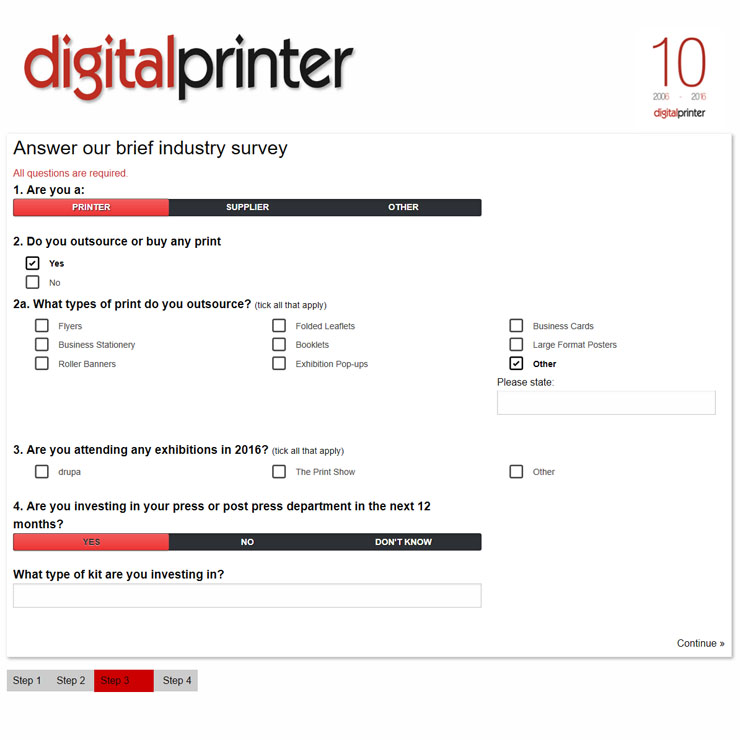 digitalprinter
10
2006 - 2016
digitalprinter
Answer our brief industry survey
All questions are required.
1. Are you a:
PRINTER SUPPLIER OTHER
2. Do you outsource or buy any print
Yes
No
2a. What types of print do you outsource? (tick all that apply)
Flyers Folded Leaflets Business Cards
Business Stationery Booklets Large Format Posters
Roller Banners Exhibition Pop-ups Other
Please state:
3. Are you attending any exhibitions in 2016? (tick all that apply)
drupa The Print Show Other
4. Are you investing in your press or post press department in the next 12
months?
YES NO DON'T KNOW
What type of kit are you investing in?
Continue »
Step 1 Step 2 Step 3 Step 4